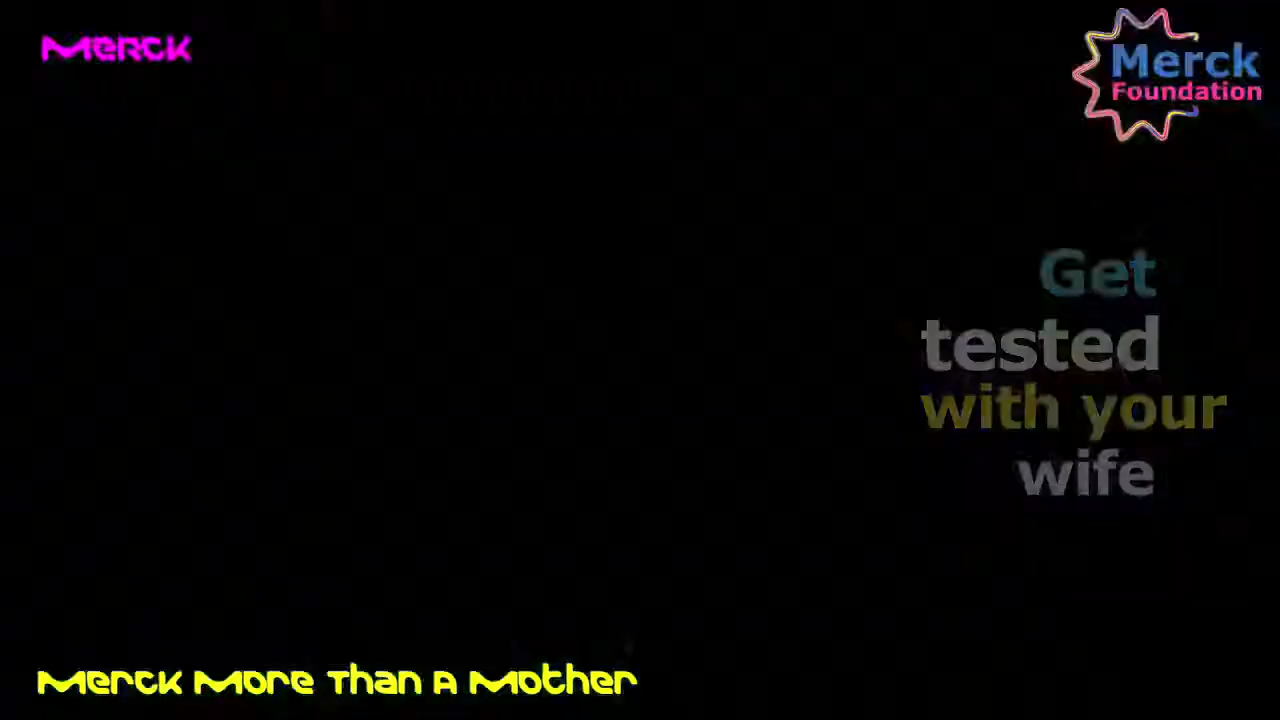 Merck
Merck
Foundation
Get
tested
with your
wife
Merck More Than A Mother